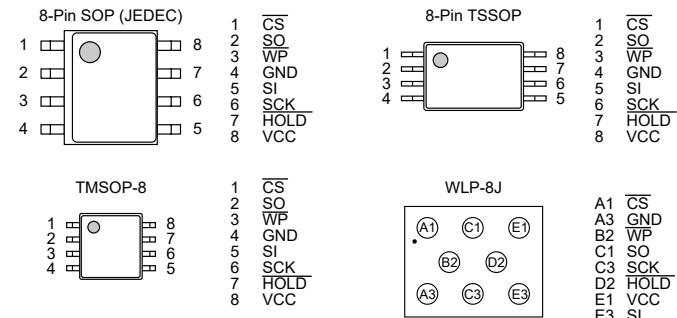 8-Pin SOP (JEDEC)
1
2
3
4
8
7
6
5
1 CS
2 SO
3 WP
4 GND
5 SI
6 SCK
7 HOLD
8 VCC
8-Pin TSSOP
1
2
3
4
8
7
6
5
1 CS
2 SO
3 WP
4 GND
5 SI
6 SCK
7 HOLD
8 VCC
TMSOP-8
1
2
3
4
8
7
6
5
1 CS
2 SO
3 WP
4 GND
5 SI
6 SCK
7 HOLD
8 VCC
WLP-8J
A1 C1 E1
B2 D2
A3 C3 E3
A1 CS
A3 GND
B2 WP
C1 SO
C3 SCK
D2 HOLD
E1 VCC
E3 SI